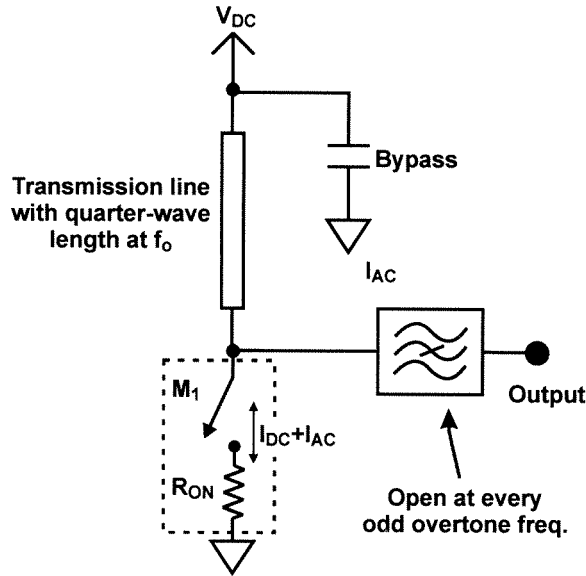 V_DC
Bypass
Transmission line
with quarter-wave
length at f_o
I_AC
M_1
I_DC+I_AC
R_ON
Output
Open at every
odd overtone freq.